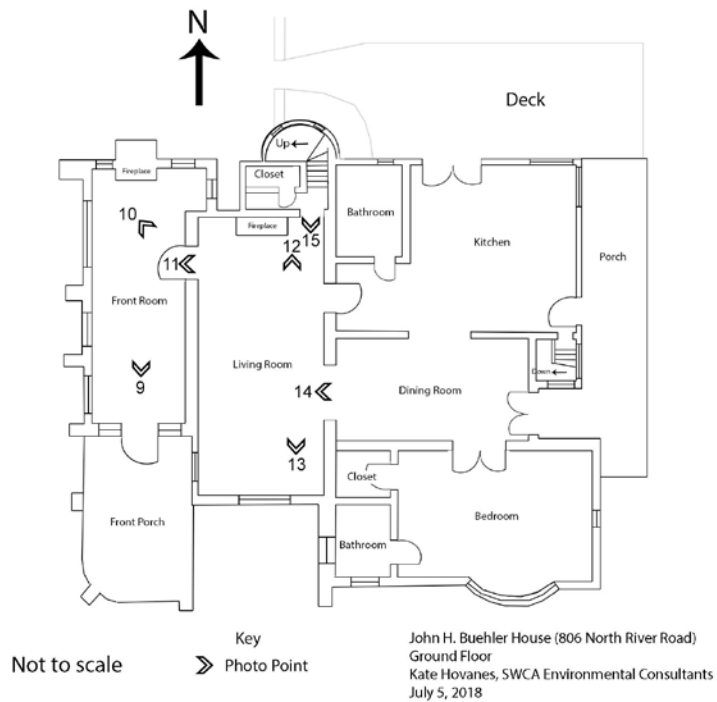 N
Deck
Up
Closet
Fireplace
Bathroom
10
Fireplace
15
12
Kitchen
Porch
11
Front Room
Living Room
Down
9
14
Dining Room
13
Closet
Front Porch
Bedroom
Bathroom
Key
Not to scale
Photo Point
John H. Buehler House (806 North River Road)
Ground Floor
Kate Hovanes, SWCA Environmental Consultants
July 5, 2018